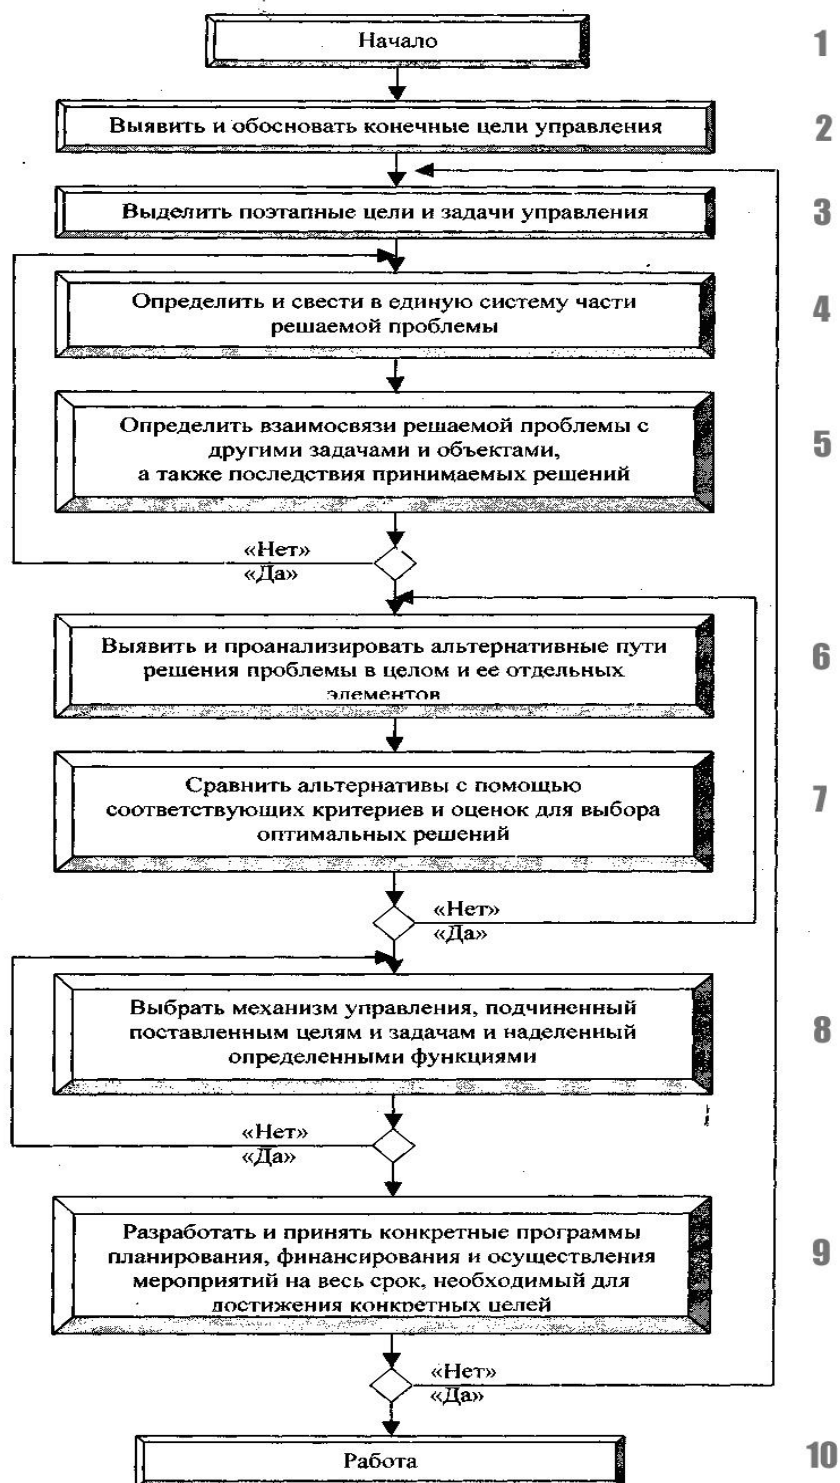 Начало
1
Выявить и обосновать конечные цели управления
2
Выделить поэтапные цели и задачи управления
3
Определить и свести в единую систему части
решаемой проблемы
4
Определить взаимосвязи решаемой проблемы с
другими задачами и объектами,
а также последствия принимаемых решений
5
«Нет»
«Да»
Выявить и проанализировать альтернативные пути
решения проблемы в целом и ее отдельных
элементов
6
Сравнить альтернативы с помощью
соответствующих критериев и оценок для выбора
оптимальных решений
7
«Нет»
«Да»
Выбрать механизм управления, подчиненный
поставленным целям и задачам и наделенный
определенными функциями
8
«Нет»
«Да»
Разработать и принять конкретные программы
планирования, финансирования и осуществления
мероприятий на весь срок, необходимый для
достижения конкретных целей
9
«Нет»
«Да»
Работа
10